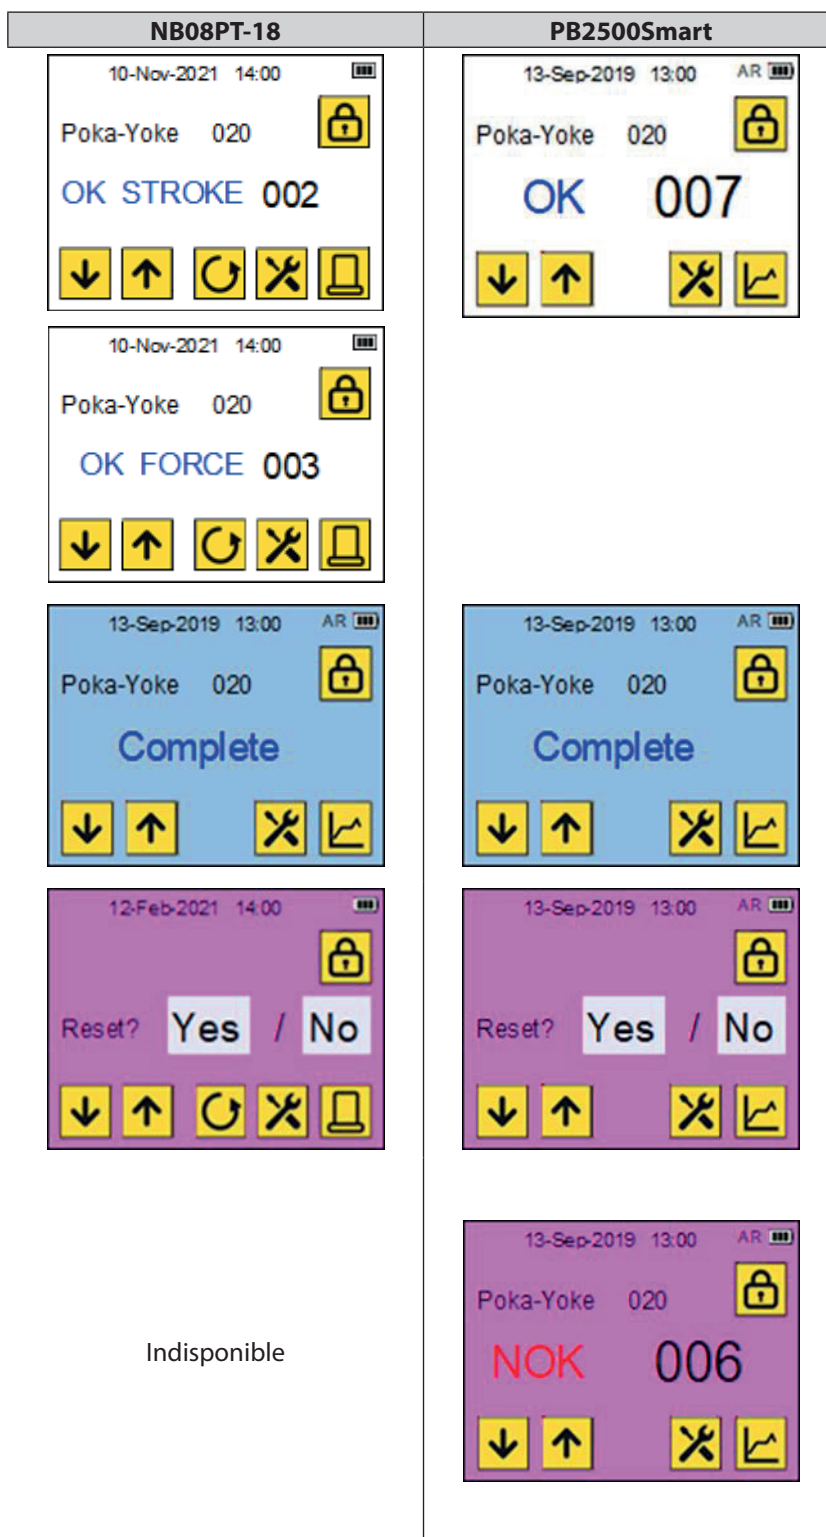 NB08PT-18 PB2500Smart
10-Nov-2021 14:00
Poka-Yoke 020
OK STROKE 002
13-Sep-2019 13:00 AR
Poka-Yoke 020
OK 007
10-Nov-2021 14:00
Poka-Yoke 020
OK FORCE 003
13-Sep-2019 13:00 AR
Poka-Yoke 020
Complete
13-Sep-2019 13:00 AR
Poka-Yoke 020
Complete
12-Feb-2021 14:00
Reset? Yes / No
13-Sep-2019 13:00 AR
Reset? Yes / No
Indisponible
13-Sep-2019 13:00 AR
Poka-Yoke 020
NOK 006